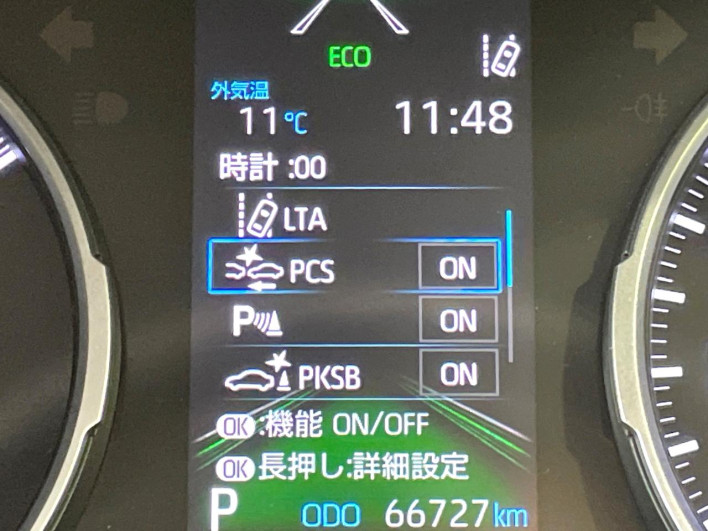 ECO
外気温
11℃ 11:48
時計 :00
LTA
PCS ON
P ON
PKSB ON
OK:機能 ON/OFF
OK長押し:詳細設定
P ODO 66727km